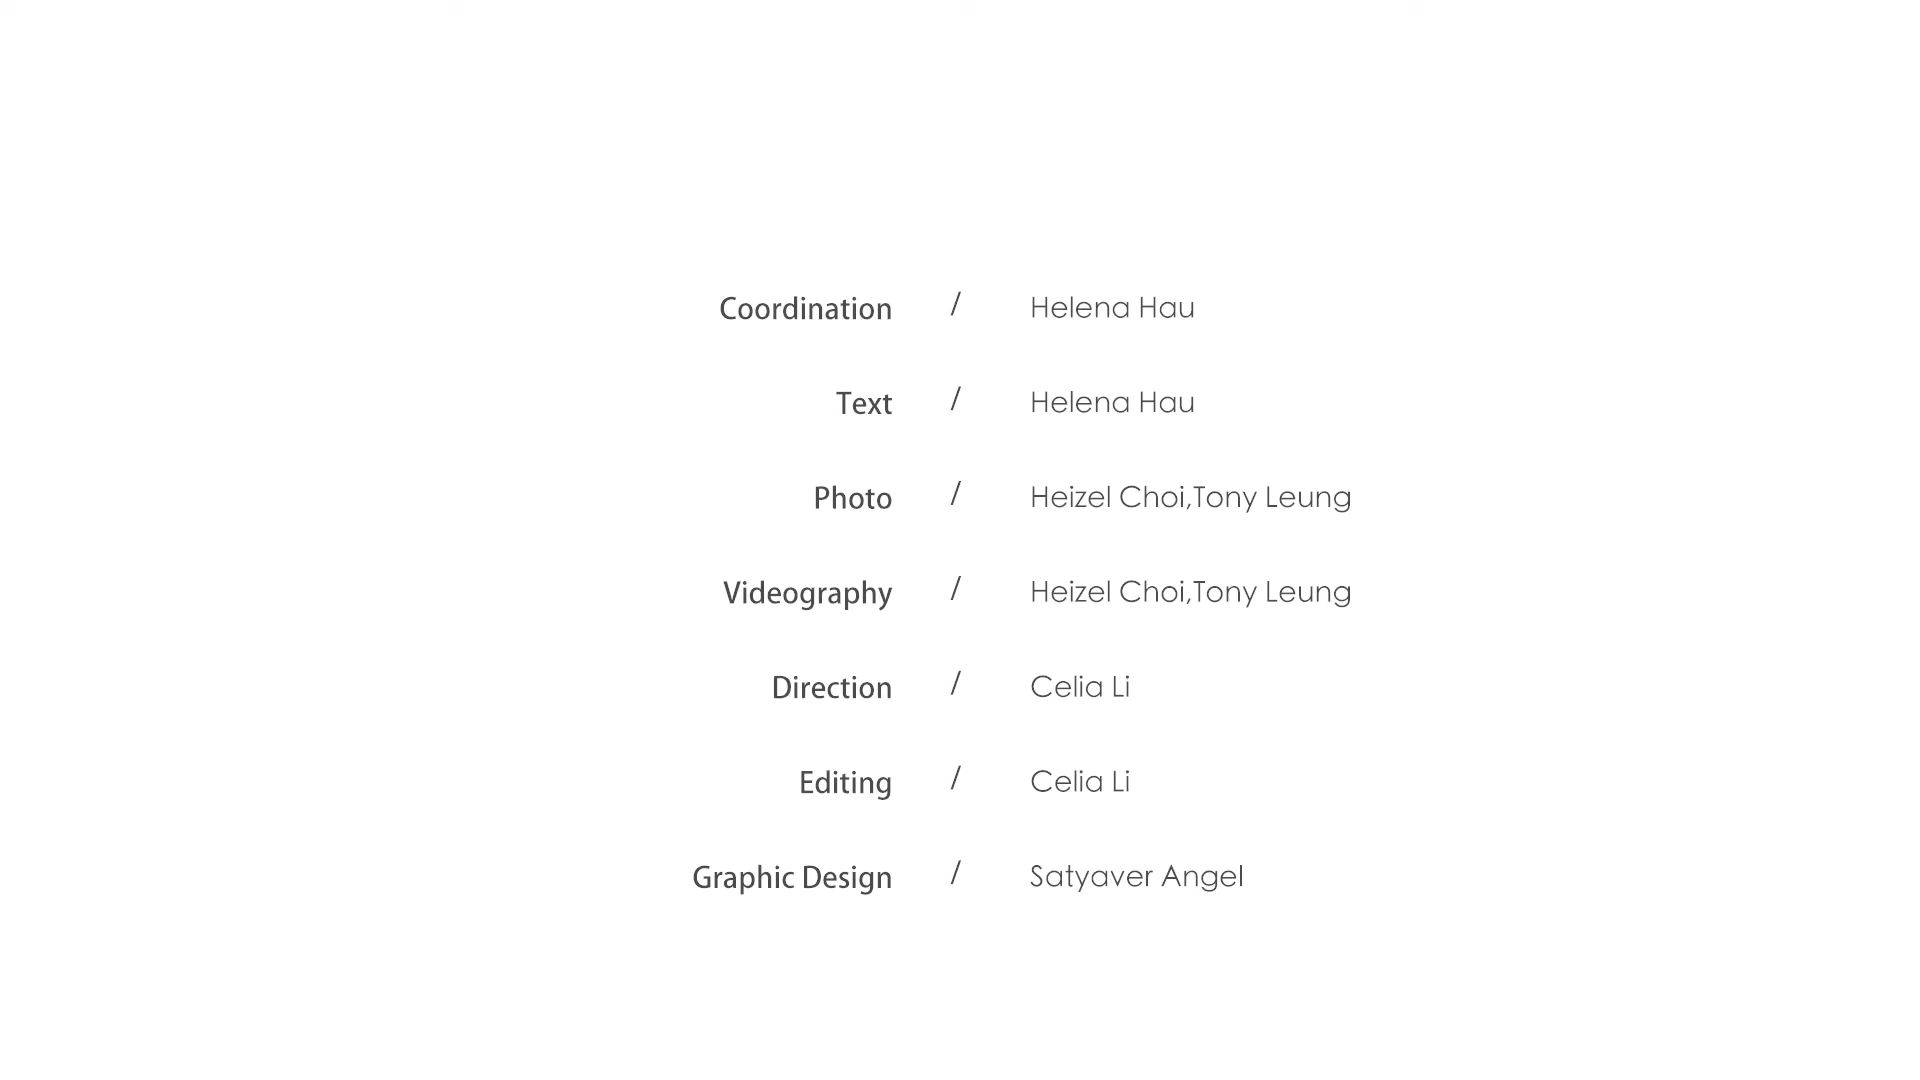 Coordination / Helena Hau
Text / Helena Hau
Photo / Heizel Choi,Tony Leung
Videography / Heizel Choi,Tony Leung
Direction / Celia Li
Editing / Celia Li
Graphic Design / Satyaver Angel